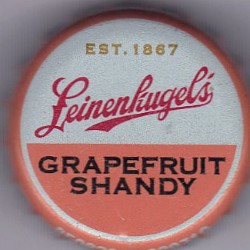 EST. 1867
Leinenkugel's
GRAPEFRUIT
SHANDY